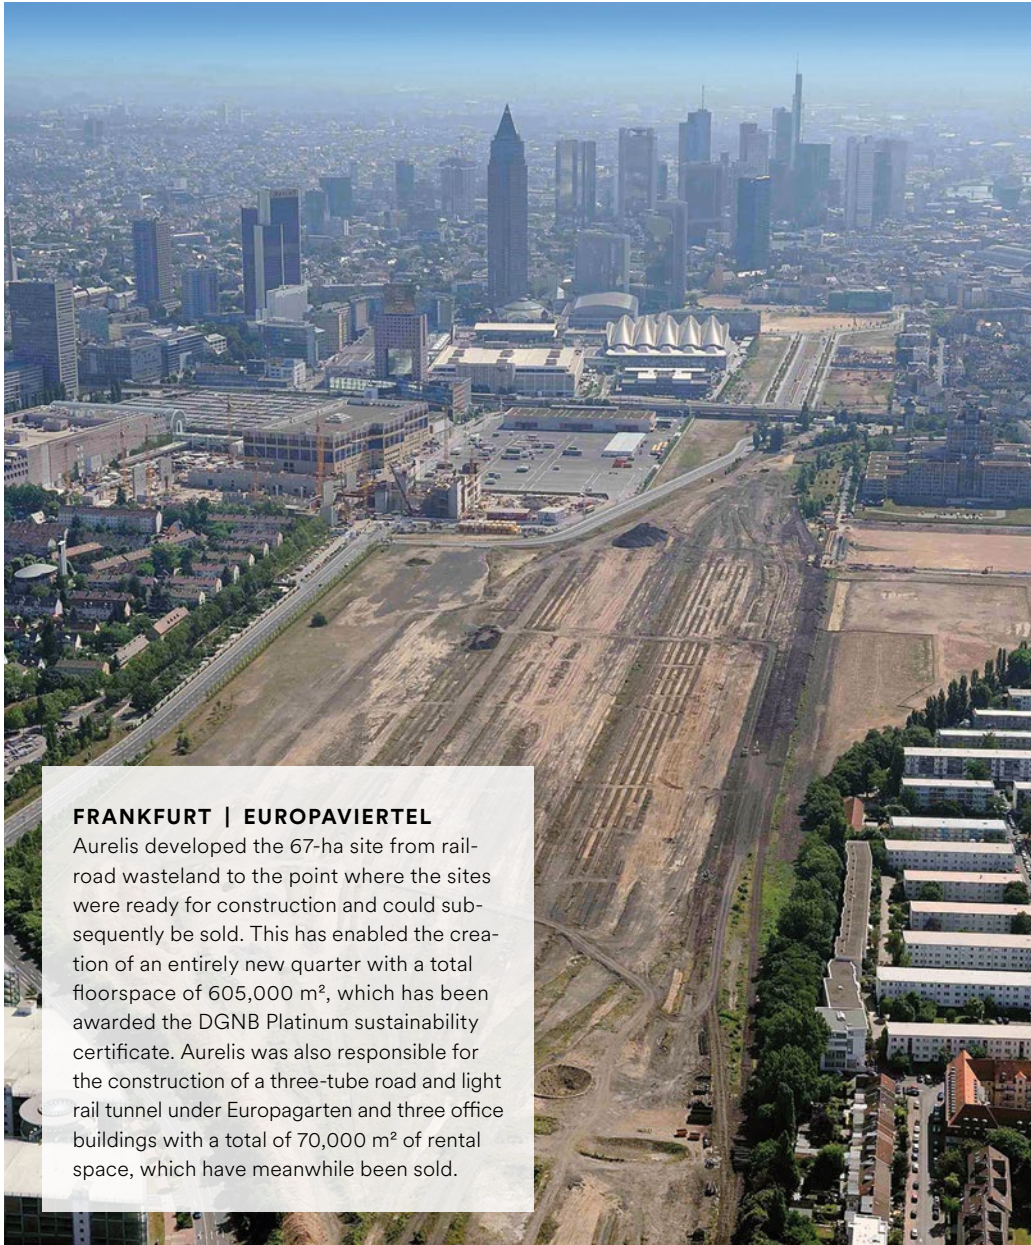 FRANKFURT | EUROPAVIERTEL
Aurelis developed the 67-ha site from rail-
road wasteland to the point where the sites
were ready for construction and could sub-
sequently be sold. This has enabled the crea-
tion of an entirely new quarter with a total
floorspace of 605,000 m², which has been
awarded the DGNB Platinum sustainability
certificate. Aurelis was also responsible for
the construction of a three-tube road and light
rail tunnel under Europagarten and three office
buildings with a total of 70,000 m² of rental
space, which have meanwhile been sold.